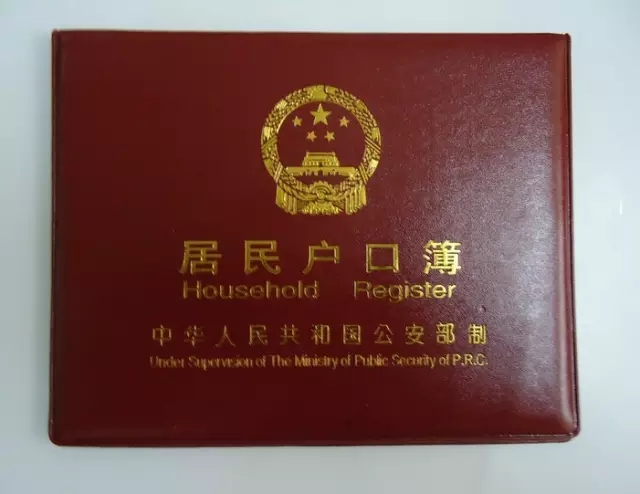 居民户口簿
Household Register
中华人民共和国公安部制
Under Supervision of The Ministry of Public Security of P.R.C.